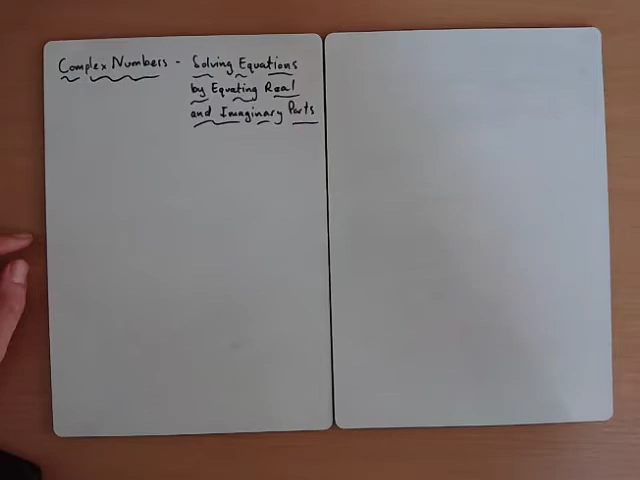 Complex Numbers - Solving Equations
by Equating Real
and Imaginary Parts